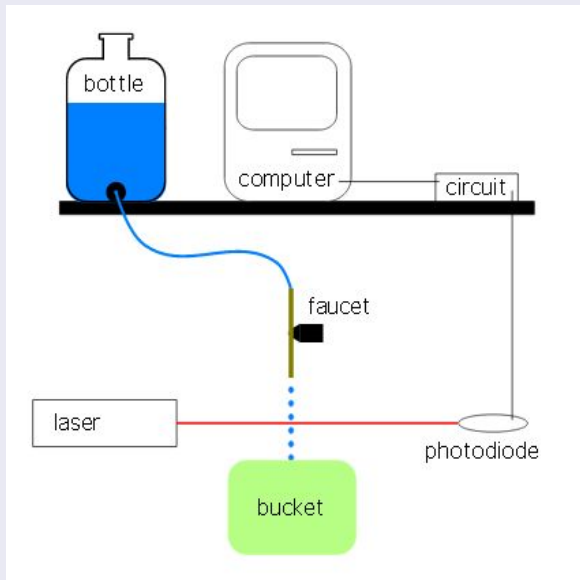 bottle
computer
circuit
faucet
laser
photodiode
bucket